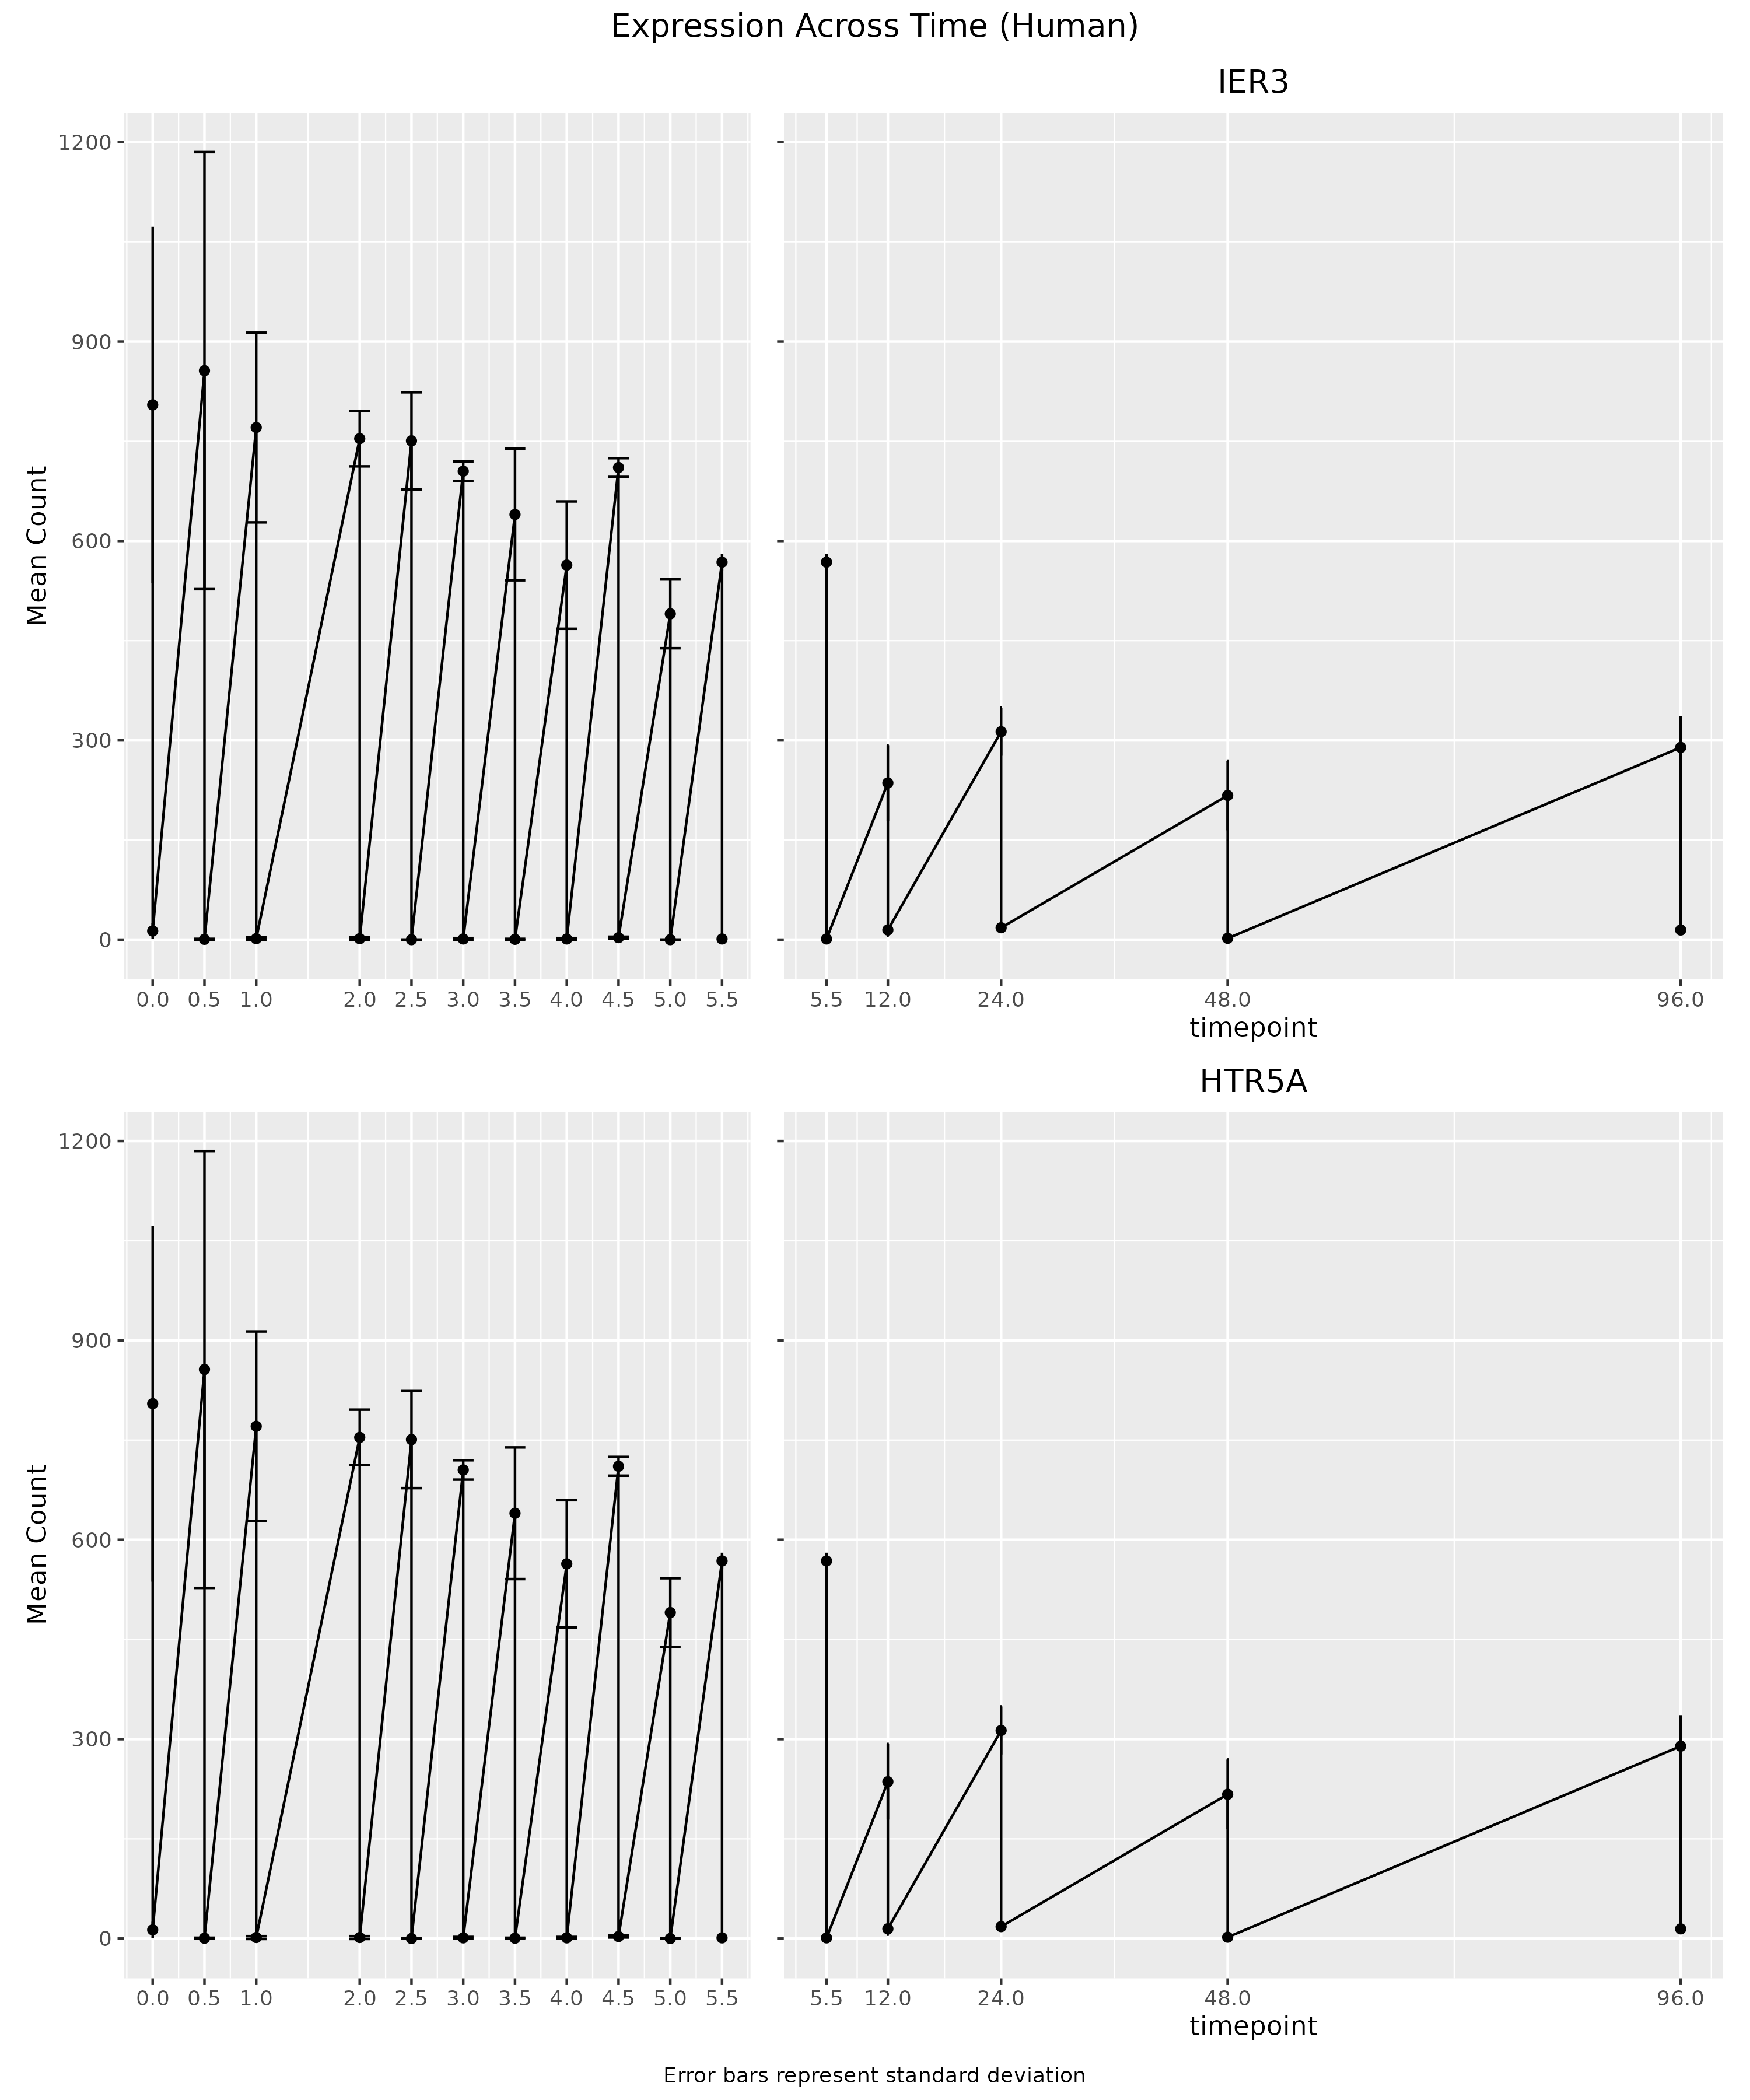 Expression Across Time (Human)
IER3
Mean Count
1200
900
600
300
0
0.0 0.5 1.0 2.0 2.5 3.0 3.5 4.0 4.5 5.0 5.5
5.5 12.0 24.0 48.0 96.0
timepoint
HTR5A
Mean Count
1200
900
600
300
0
0.0 0.5 1.0 2.0 2.5 3.0 3.5 4.0 4.5 5.0 5.5
5.5 12.0 24.0 48.0 96.0
timepoint
Error bars represent standard deviation